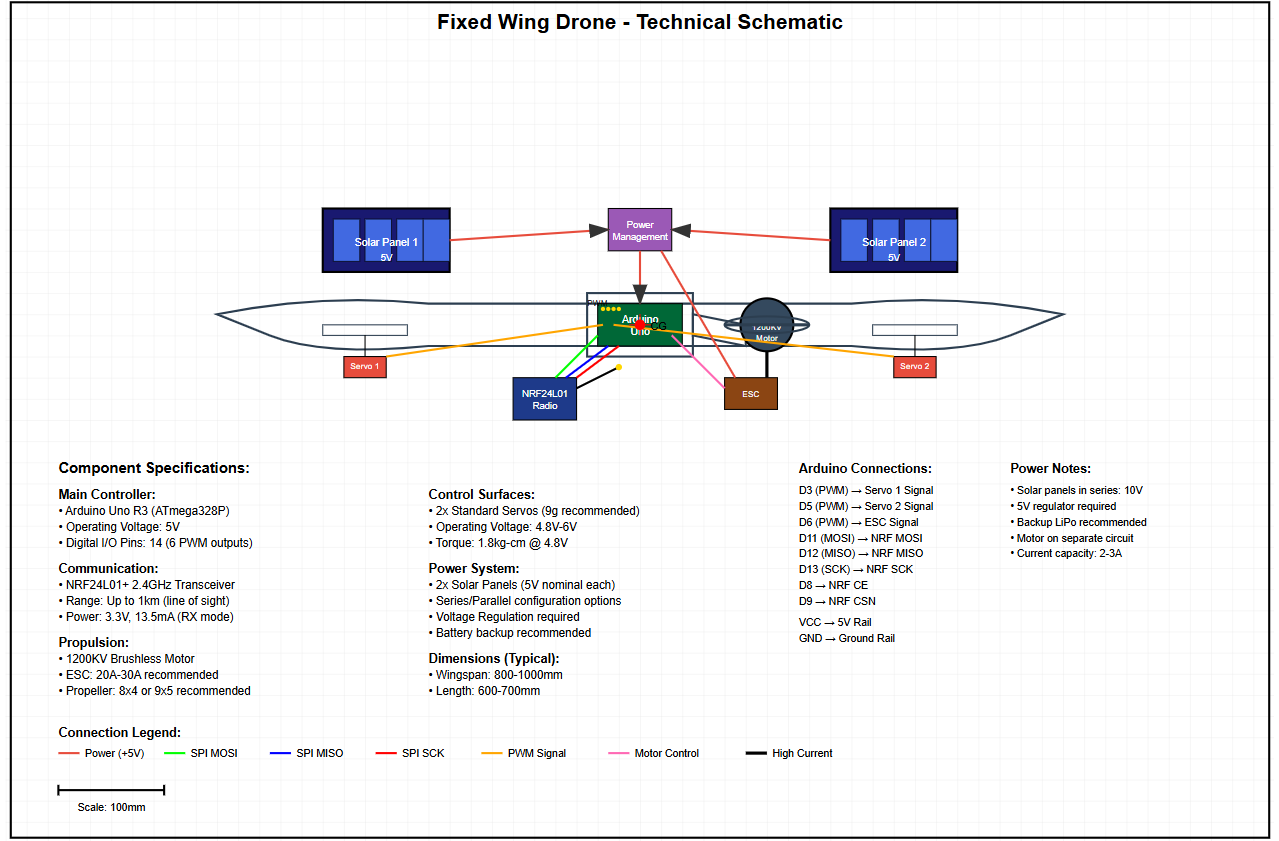 Fixed Wing Drone - Technical Schematic
Solar Panel 1
5V
Power
Management
Solar Panel 2
5V
PWM
Arduino
Uno
CG
1200KV
Motor
Servo 1
Servo 2
NRF24L01
Radio
ESC
Component Specifications:
Main Controller:
• Arduino Uno R3 (ATmega328P)
• Operating Voltage: 5V
• Digital I/O Pins: 14 (6 PWM outputs)
Communication:
• NRF24L01+ 2.4GHz Transceiver
• Range: Up to 1km (line of sight)
• Power: 3.3V, 13.5mA (RX mode)
Propulsion:
• 1200KV Brushless Motor
• ESC: 20A-30A recommended
• Propeller: 8x4 or 9x5 recommended
Control Surfaces:
• 2x Standard Servos (9g recommended)
• Operating Voltage: 4.8V-6V
• Torque: 1.8kg-cm @ 4.8V
Power System:
• 2x Solar Panels (5V nominal each)
• Series/Parallel configuration options
• Voltage Regulation required
• Battery backup recommended
Dimensions (Typical):
• Wingspan: 800-1000mm
• Length: 600-700mm
Arduino Connections:
D3 (PWM) → Servo 1 Signal
D5 (PWM) → Servo 2 Signal
D6 (PWM) → ESC Signal
D11 (MOSI) → NRF MOSI
D12 (MISO) → NRF MISO
D13 (SCK) → NRF SCK
D8 → NRF CE
D9 → NRF CSN
VCC → 5V Rail
GND → Ground Rail
Power Notes:
• Solar panels in series: 10V
• 5V regulator required
• Backup LiPo recommended
• Motor on separate circuit
• Current capacity: 2-3A
Connection Legend:
Power (+5V)
SPI MOSI
SPI MISO
SPI SCK
PWM Signal
Motor Control
High Current
Scale: 100mm